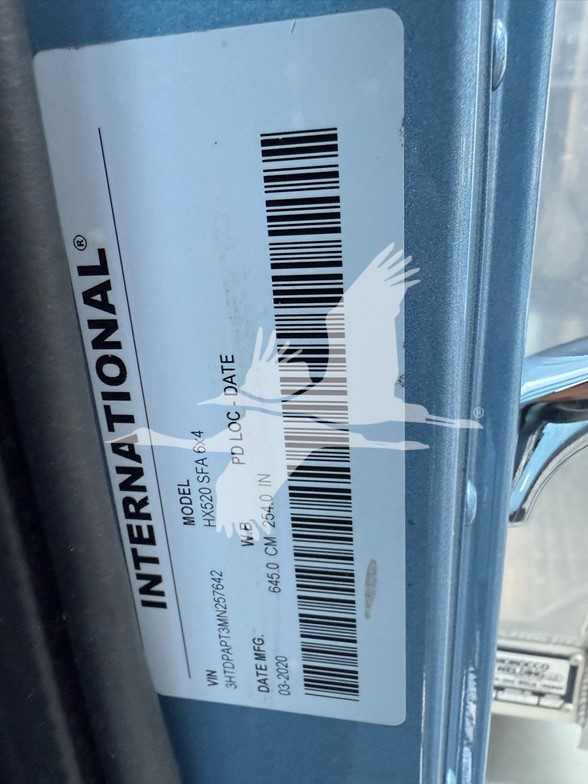 INTERNATIONAL®
MODEL
HX520 SFA 6x4
VIN
3HTDPAPT3MN257642
W.B. PD LOC - DATE
DATE MFG. 645.0 CM 254.0 IN
03-2020
®